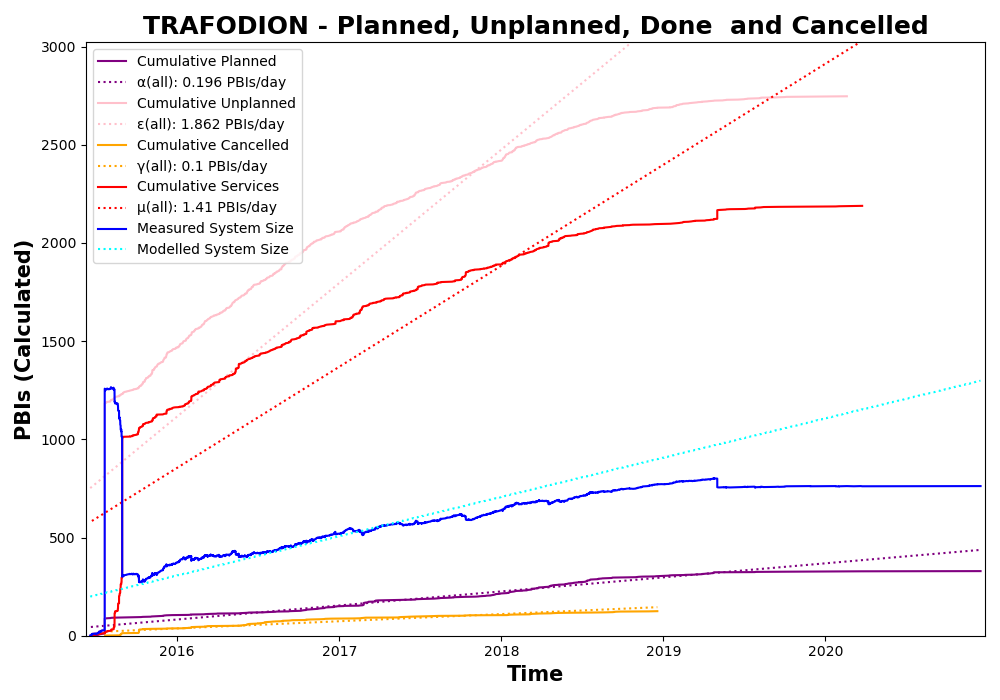 TRAFODION - Planned, Unplanned, Done  and Cancelled
PBIs (Calculated)
3000
2500
2000
1500
1000
500
0
Cumulative Planned
α(all): 0.196 PBIs/day
Cumulative Unplanned
ε(all): 1.862 PBIs/day
Cumulative Cancelled
γ(all): 0.1 PBIs/day
Cumulative Services
μ(all): 1.41 PBIs/day
Measured System Size
Modelled System Size
2016 2017 2018 2019 2020
Time